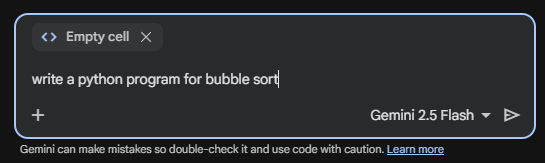 <> Empty cell ×
write a python program for bubble sort
+ Gemini 2.5 Flash
Gemini can make mistakes so double-check it and use code with caution. Learn more